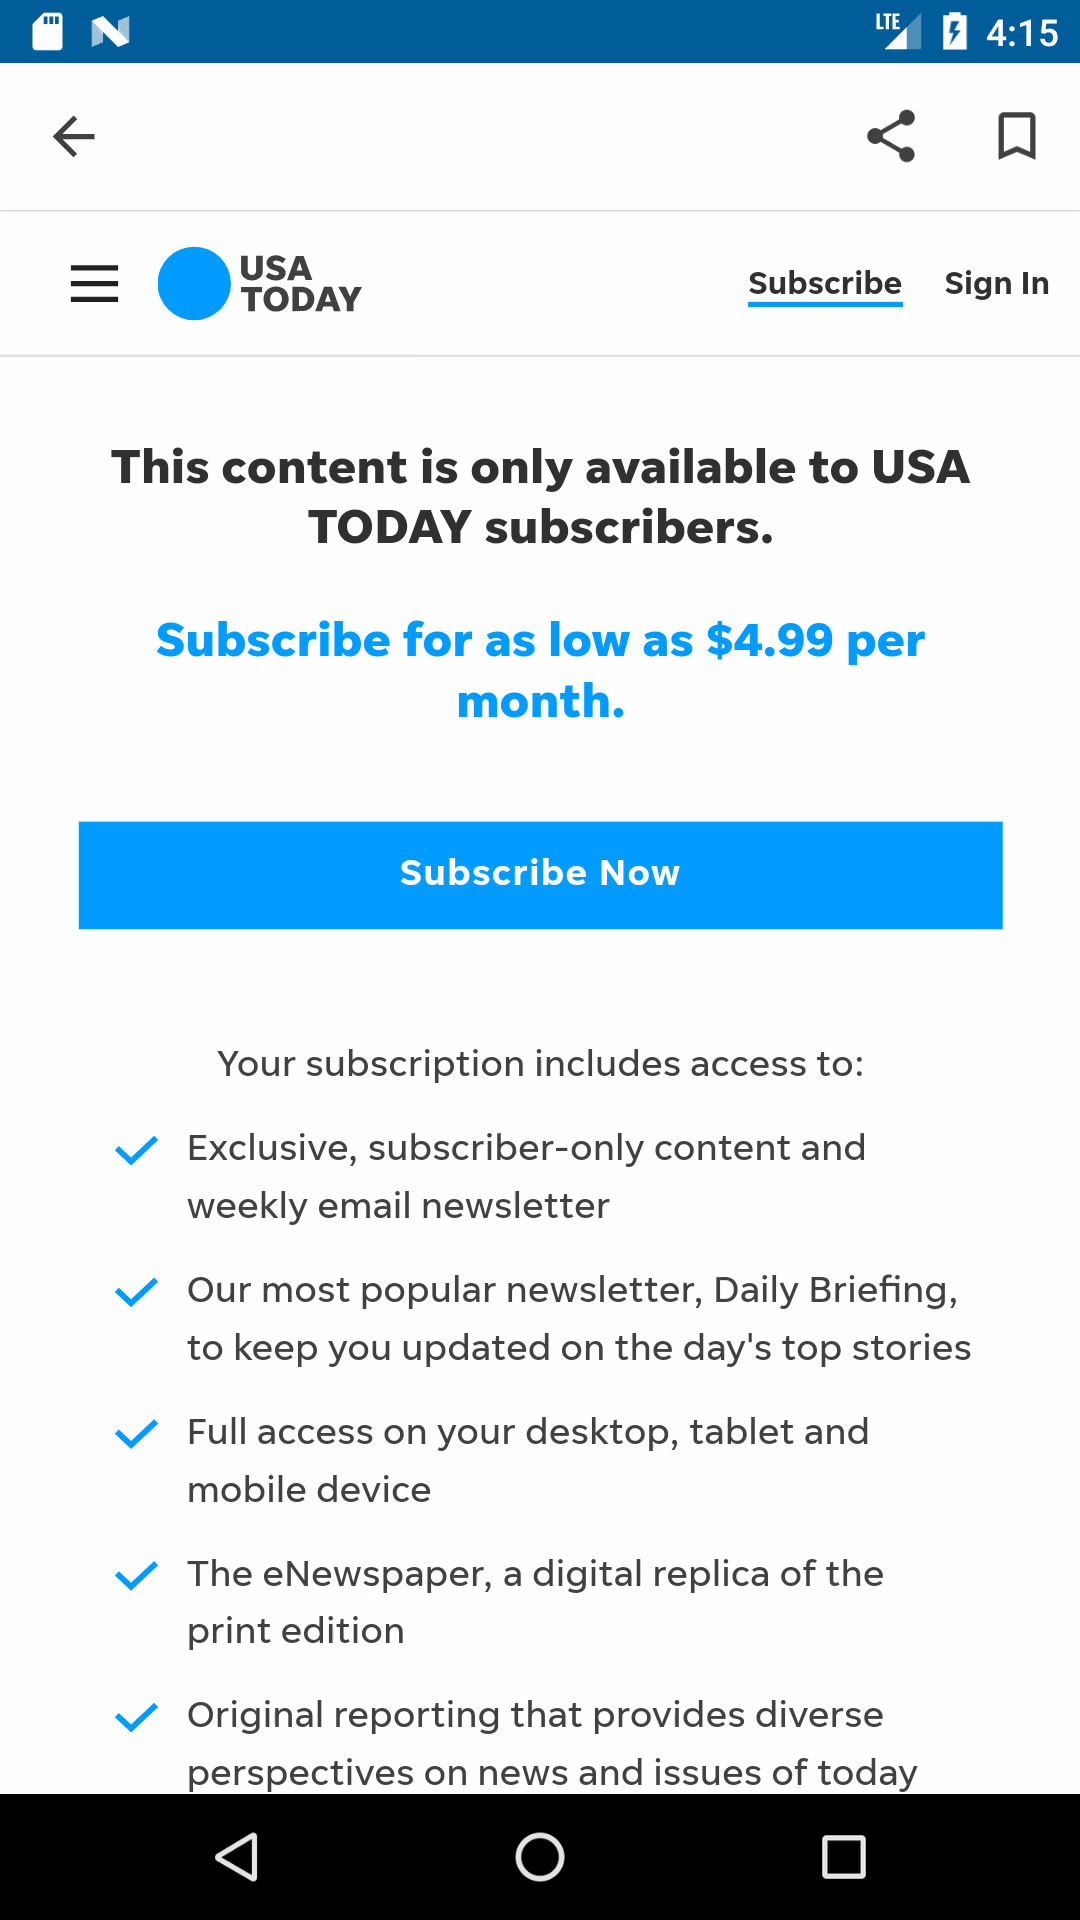 LTE 4:15
USA
TODAY
Subscribe Sign In
This content is only available to USA
TODAY subscribers.
Subscribe for as low as $4.99 per
month.
Subscribe Now
Your subscription includes access to:
Exclusive, subscriber-only content and
weekly email newsletter
Our most popular newsletter, Daily Briefing,
to keep you updated on the day's top stories
Full access on your desktop, tablet and
mobile device
The eNewspaper, a digital replica of the
print edition
Original reporting that provides diverse
perspectives on news and issues of today